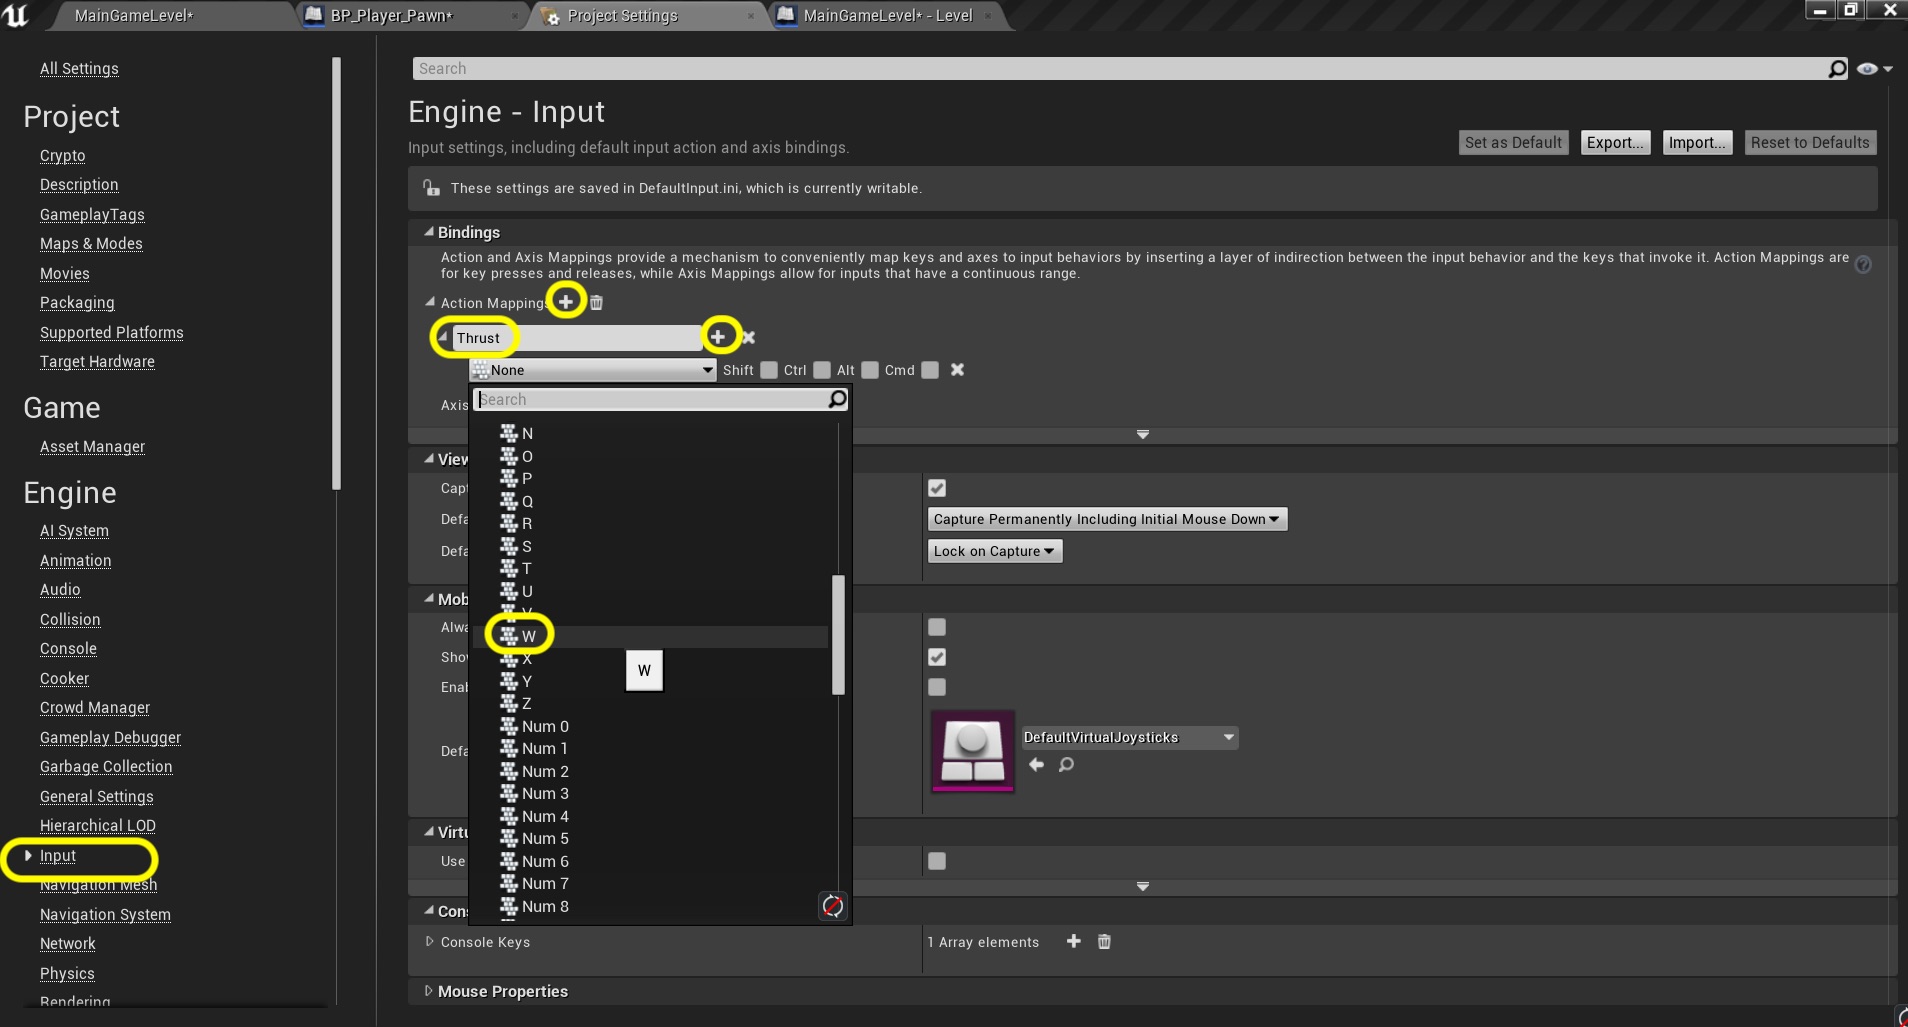 MainGameLevel*
BP_Player_Pawn*
Project Settings
MainGameLevel* - Level
All Settings
Project
Crypto
Description
GameplayTags
Maps & Modes
Movies
Packaging
Supported Platforms
Target Hardware
Game
Asset Manager
Engine
AI System
Animation
Audio
Collision
Console
Cooker
Crowd Manager
Gameplay Debugger
Garbage Collection
General Settings
Hierarchical LOD
Input
Navigation Mesh
Navigation System
Network
Physics
Rendering
Search
Engine - Input
Input settings, including default input action and axis bindings.
Set as Default
Export...
Import...
Reset to Defaults
These settings are saved in DefaultInput.ini, which is currently writable.
Bindings
Action and Axis Mappings provide a mechanism to conveniently map keys and axes to input behaviors by inserting a layer of indirection between the input behavior and the keys that invoke it. Action Mappings are
for key presses and releases, while Axis Mappings allow for inputs that have a continuous range.
Action Mappings
Thrust
None
Shift
Ctrl
Alt
Cmd
Search
Axis
N
O
P
Q
R
S
T
U
V
W
X
W
Y
Z
Num 0
Num 1
Num 2
Num 3
Num 4
Num 5
Num 6
Num 7
Num 8
View
Capt
Defa
Capture Permanently Including Initial Mouse Down
Defa
Lock on Capture
Mob
Alwa
Show
Enab
Defa
DefaultVirtualJoysticks
Virtu
Use
Cons
Console Keys
1 Array elements
Mouse Properties